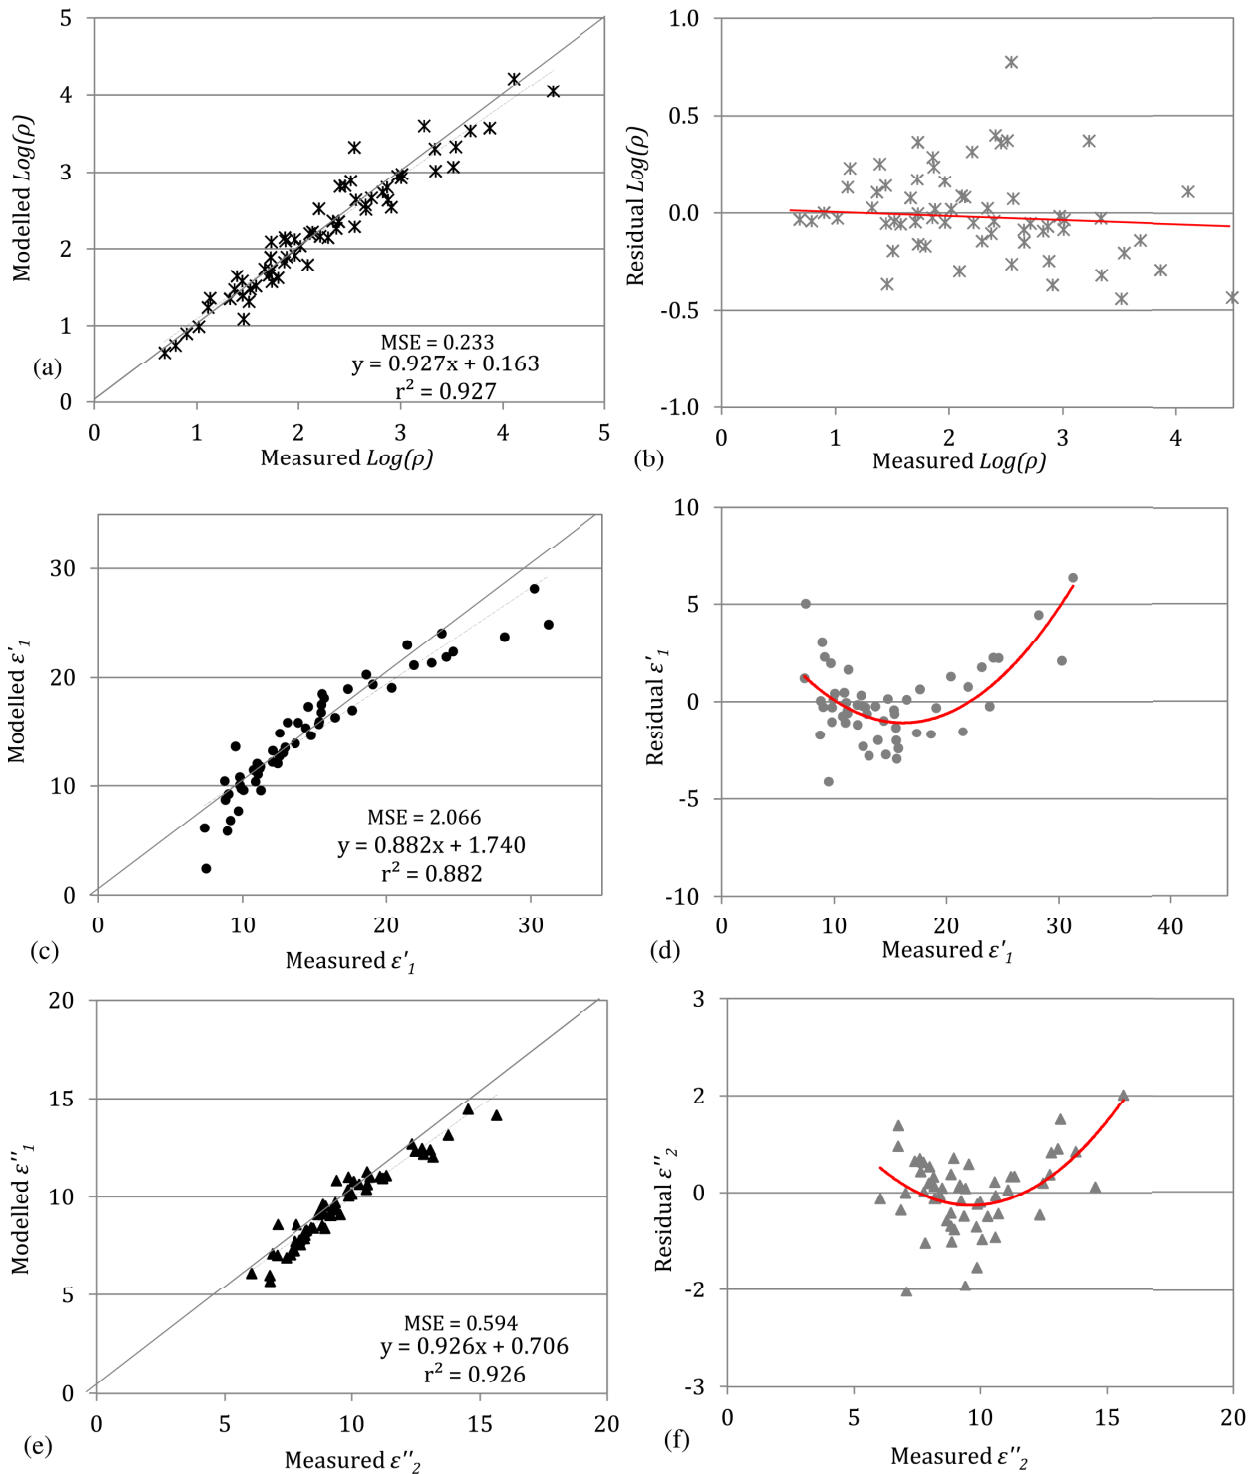 5
4
3
2
1
0
0 1 2 3 4 5
Modelled Log(ρ)
Measured Log(ρ)
MSE = 0.233
y = 0.927x + 0.163
r² = 0.927
(a)
1.0
0.5
0.0
-0.5
-1.0
0 1 2 3 4
Residual Log(ρ)
Measured Log(ρ)
(b)
30
20
10
0
0 10 20 30
Modelled ε'₁
Measured ε'₁
MSE = 2.066
y = 0.882x + 1.740
r² = 0.882
(c)
10
5
0
-5
-10
0 10 20 30 40
Residual ε'₁
Measured ε'₁
(d)
20
15
10
5
0
0 5 10 15 20
Modelled ε''₁
Measured ε''₂
MSE = 0.594
y = 0.926x + 0.706
r² = 0.926
(e)
3
2
0
-2
-3
0 5 10 15 20
Residual ε''₂
Measured ε''₂
(f)